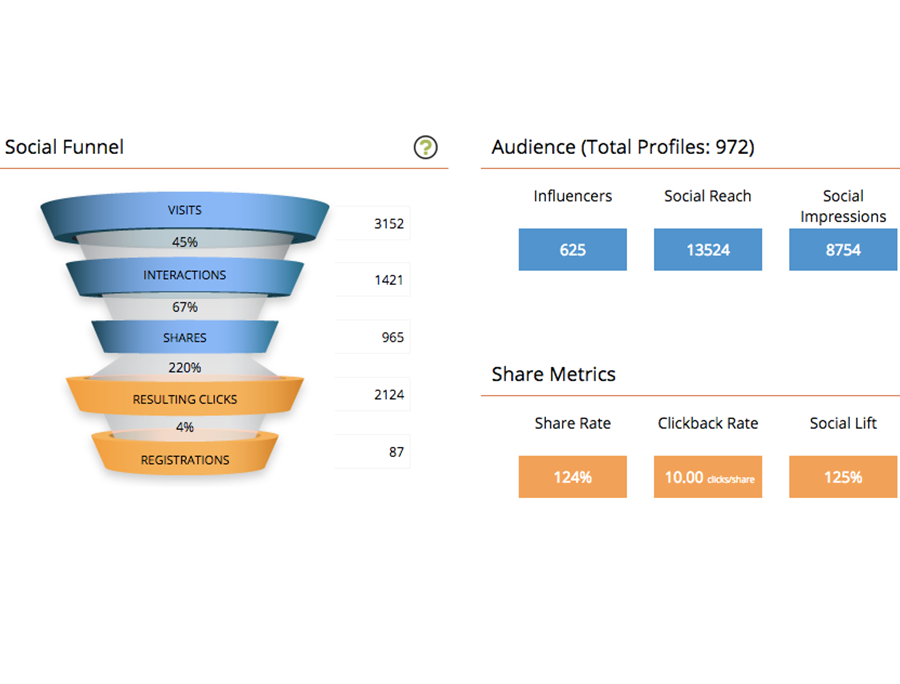 Social Funnel
?
VISITS
3152
45%
INTERACTIONS
1421
67%
SHARES
965
220%
RESULTING CLICKS
2124
4%
REGISTRATIONS
87
Audience (Total Profiles: 972)
Influencers
625
Social Reach
13524
Social
Impressions
8754
Share Metrics
Share Rate
124%
Clickback Rate
10.00 clicks/share
Social Lift
125%